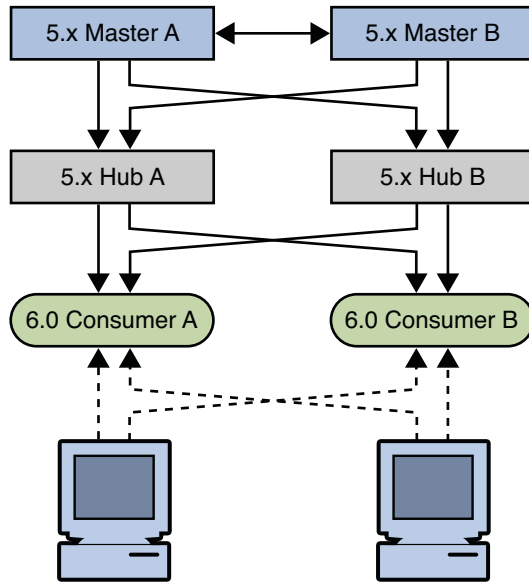 5.x Master A
5.x Master B
5.x Hub A
5.x Hub B
6.0 Consumer A
6.0 Consumer B